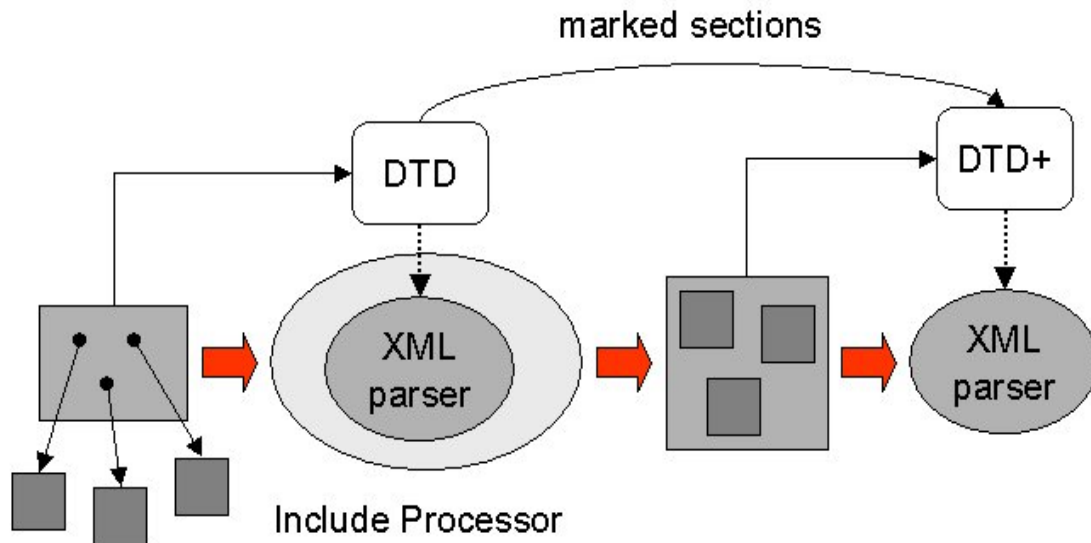 marked sections
DTD
DTD+
XML
parser
XML
parser
Include Processor